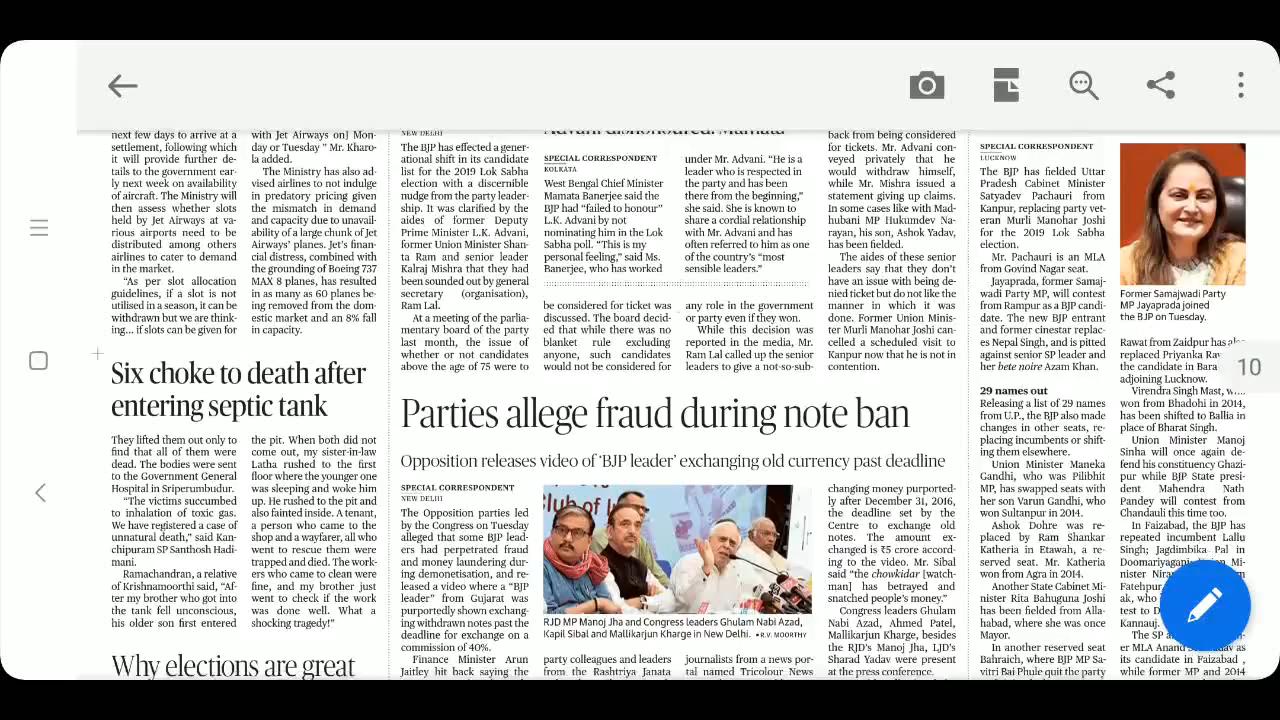 next few days to arrive at a
settlement, following which
it will provide further de-
tails to the government ear-
ly next week on availability
of aircraft. The Ministry will
then assess whether slots
held by Jet Airways at va-
rious airports need to be
distributed among others
airlines to cater to demand
in the market.
"As per slot allocation
guidelines, if a slot is not
utilised in a season, it can be
withdrawn but we are think-
ing... if slots can be given for
with Jet Airways on] Mon-
day or Tuesday " Mr. Kharo-
la added.
The Ministry has also ad-
vised airlines to not indulge
in predatory pricing given
the mismatch in demand
and capacity due to unavail-
ability of a large chunk of Jet
Airways' planes. Jet's finan-
cial distress, combined with
the grounding of Boeing 737
MAX 8 planes, has resulted
in as many as 60 planes be-
ing removed from the dom-
estic market and an 8% fall
in capacity.
Six choke to death after
entering septic tank
They lifted them out only to
find that all of them were
dead. The bodies were sent
to the Government General
Hospital in Sriperumbudur.
"The victims succumbed
to inhalation of toxic gas.
We have registered a case of
unnatural death," said Kan-
chipuram SP Santhosh Hadi-
mani.
Ramachandran, a relative
of Krishnamoorthi said, "Af-
ter my brother who got into
the tank fell unconscious,
his older son first entered
the pit. When both did not
come out, my sister-in-law
Latha rushed to the first
floor where the younger one
was sleeping and woke him
up. He rushed to the pit and
also fainted inside. A tenant,
a person who came to the
shop and a wayfarer, all who
went to rescue them were
trapped and died. The work-
ers who came to clean were
fine, and my brother just
went to check if the work
was done well. What a
shocking tragedy!"
Why elections are great
NEW DELHI
The BJP has effected a gener-
ational shift in its candidate
list for the 2019 Lok Sabha
election with a discernible
nudge from the party leader-
ship. It was clarified by the
aides of former Deputy
Prime Minister L.K. Advani,
former Union Minister Shan-
ta Ram and senior leader
Kalraj Mishra that they had
been sounded out by general
secretary (organisation),
Ram Lal.
At a meeting of the parlia-
mentary board of the party
last month, the issue of
whether or not candidates
above the age of 75 were to
Advani dishonoured: Mamata
SPECIAL CORRESPONDENT
KOLKATA
West Bengal Chief Minister
Mamata Banerjee said the
BJP had "failed to honour"
L.K. Advani by not
nominating him in the Lok
Sabha poll. "This is my
personal feeling," said Ms.
Banerjee, who has worked
under Mr. Advani. "He is a
leader who is respected in
the party and has been
there from the beginning,"
she said. She is known to
share a cordial relationship
with Mr. Advani and has
often referred to him as one
of the country's "most
sensible leaders."
be considered for ticket was
discussed. The board decid-
ed that while there was no
blanket rule excluding
anyone, such candidates
would not be considered for
any role in the government
or party even if they won.
While this decision was
reported in the media, Mr.
Ram Lal called up the senior
leaders to give a not-so-sub-
back from being considered
for tickets. Mr. Advani con-
veyed privately that he
would withdraw himself,
while Mr. Mishra issued a
statement giving up claims.
In some cases like with Mad-
hubani MP Hukumdev Na-
rayan, his son, Ashok Yadav,
has been fielded.
The aides of these senior
leaders say that they don't
have an issue with being de-
nied ticket but do not like the
manner in which it was
done. Former Union Minis-
ter Murli Manohar Joshi can-
celled a scheduled visit to
Kanpur now that he is not in
contention.
Parties allege fraud during note ban
Opposition releases video of 'BJP leader' exchanging old currency past deadline
SPECIAL CORRESPONDENT
NEW DELHI
The Opposition parties led
by the Congress on Tuesday
alleged that some BJP lead-
ers had perpetrated fraud
and money laundering dur-
ing demonetisation, and re-
leased a video where a "BJP
leader" from Gujarat was
purportedly shown exchang-
ing withdrawn notes past the
deadline for exchange on a
commission of 40%.
Finance Minister Arun
Jaitley hit back saying the
Club of In
RJD MP Manoj Jha and Congress leaders Ghulam Nabi Azad,
Kapil Sibal and Mallikarjun Kharge in New Delhi. •R.V. MOORTHY
party colleagues and leaders
from the Rashtriya Janata
journalists from a news por-
tal named Tricolour News
changing money purported-
ly after December 31, 2016,
the deadline set by the
Centre to exchange old
notes. The amount ex-
changed is ₹5 crore accord-
ing to the video. Mr. Sibal
said "the chowkidar [watch-
man] has betrayed and
snatched people's money."
Congress leaders Ghulam
Nabi Azad, Ahmed Patel,
Mallikarjun Kharge, besides
the RJD's Manoj Jha, LJD's
Sharad Yadav were present
at the press conference.
SPECIAL CORRESPONDENT
LUCKNOW
The BJP has fielded Uttar
Pradesh Cabinet Minister
Satyadev Pachauri from
Kanpur, replacing party vet-
eran Murli Manohar Joshi
for the 2019 Lok Sabha
election.
Mr. Pachauri is an MLA
from Govind Nagar seat.
Jayaprada, former Samaj-
wadi Party MP, will contest
from Rampur as a BJP candi-
date. The new BJP entrant
and former cinestar replac-
es Nepal Singh, and is pitted
against senior SP leader and
her bete noire Azam Khan.
29 names out
Releasing a list of 29 names
from U.P., the BJP also made
changes in other seats, re-
placing incumbents or shift-
ing them elsewhere.
Union Minister Maneka
Gandhi, who was Pilibhit
MP, has swapped seats with
her son Varun Gandhi, who
won Sultanpur in 2014.
Ashok Dohre was re-
placed by Ram Shankar
Katheria in Etawah, a re-
served seat. Mr. Katheria
won from Agra in 2014.
Another State Cabinet Mi-
nister Rita Bahuguna Joshi
has been fielded from Alla-
habad, where she was once
Mayor.
In another reserved seat
Bahraich, where BJP MP Sa-
vitri Bai Phule quit the party
Former Samajwadi Party
MP Jayaprada joined
the BJP on Tuesday.
Rawat from Zaidpur has also
replaced Priyanka
the candidate in
adjoining Lucknow.
Virendra Singh Mast,
won from Bhadohi in 2014,
has been shifted to Ballia in
place of Bharat Singh.
Union Minister Manoj
Sinha will once again de-
fend his constituency Ghazi-
pur while BJP State presi-
dent Mahendra Nath
Pandey will contest from
Chandauli this time too.
In Faizabad, the BJP has
repeated incumbent Lallu
Singh; Jagdimbika Pal in
Mi-
Fatehpur
ak, who
test to
Kannauj.
The SP
er MLA Anand as
its candidate in Faizabad ,
while former MP and 2014
10